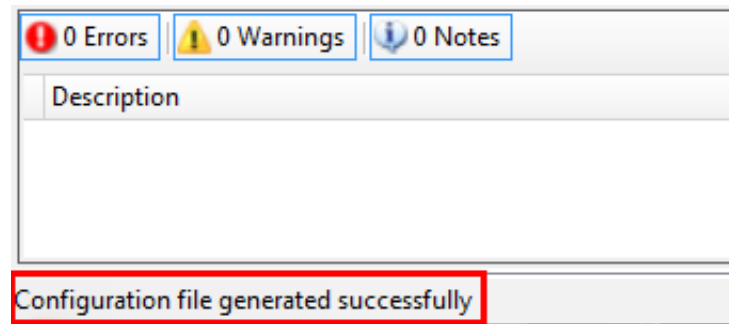 0 Errors 0 Warnings 0 Notes
Description
Configuration file generated successfully